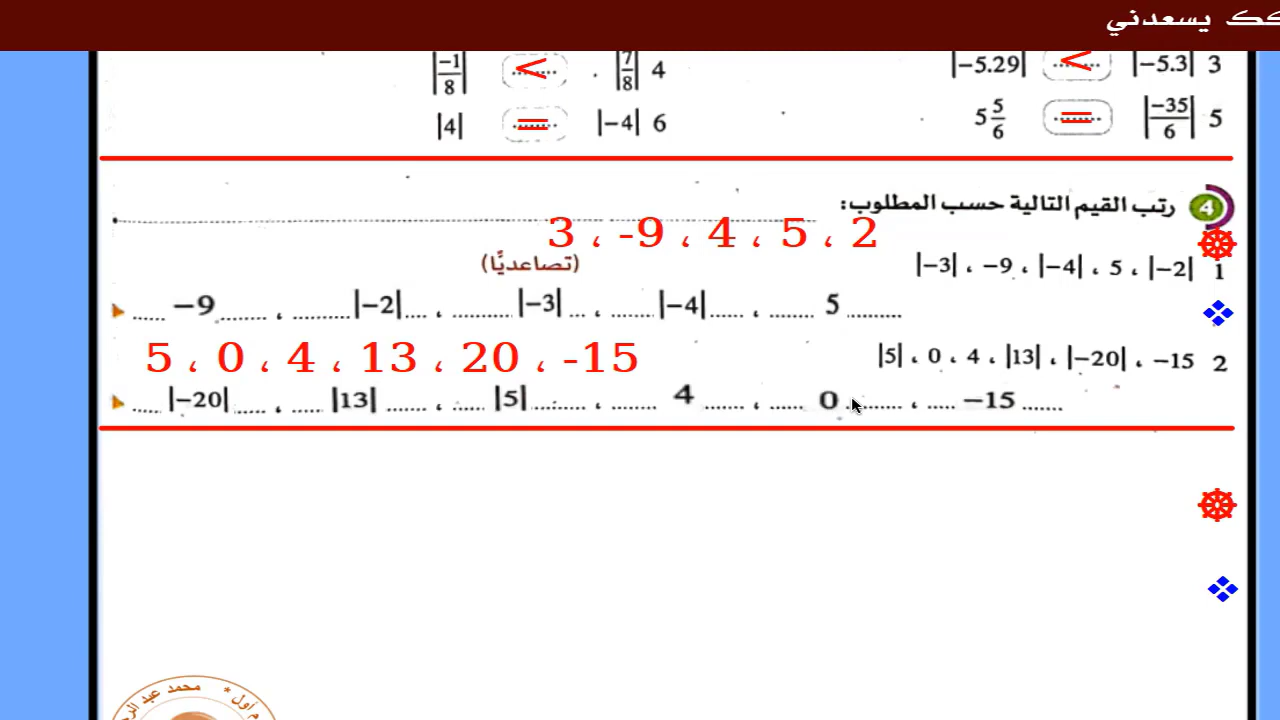 كك يسعدني
3 |−5.3| < |−5.29|
4 |7/8| < |−1/8|
5 |−35/6| = 5 5/6
6 |−4| = |4|
4 رتب القيم التالية حسب المطلوب:
3 ، -9 ، 4 ، 5 ، 2
1 |−3| ، −9 ، |−4| ، 5 ، |−2| (تصاعديًّا)
−9 ، |−2| ، |−3| ، |−4| ، 5
5 ، 0 ، 4 ، 13 ، 20 ، -15
2 |5| ، 0 ، 4 ، |13| ، |−20| ، −15
|−20| ، |13| ، |5| ، 4 ، 0 ، −15
محمد عبد